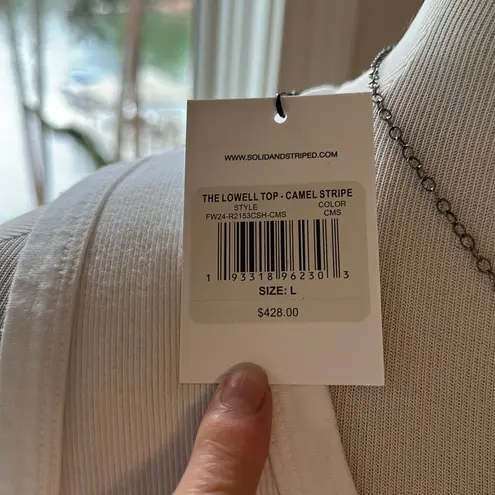 WWW.SOLIDANDSTRIPED.COM
THE LOWELL TOP - CAMEL STRIPE
STYLE COLOR
FW24-R2153CSH-CMS CMS
1 93318 96230 3
SIZE: L
$428.00